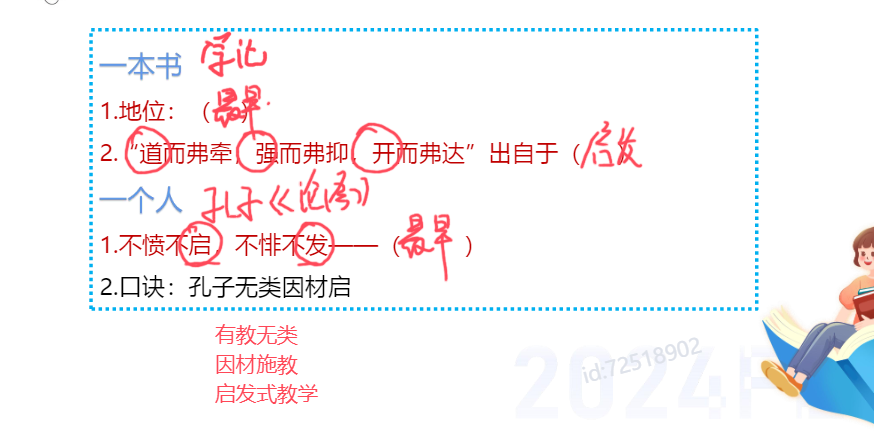 一本书 学记
1.地位：（最早）
2.“道而弗牵，强而弗抑，开而弗达”出自于（启发
一个人 孔子《论语》
1.不愤不启，不悱不发——（最早）
2.口诀：孔子无类因材启
有教无类
因材施教
启发式教学
id:72518902
2024F